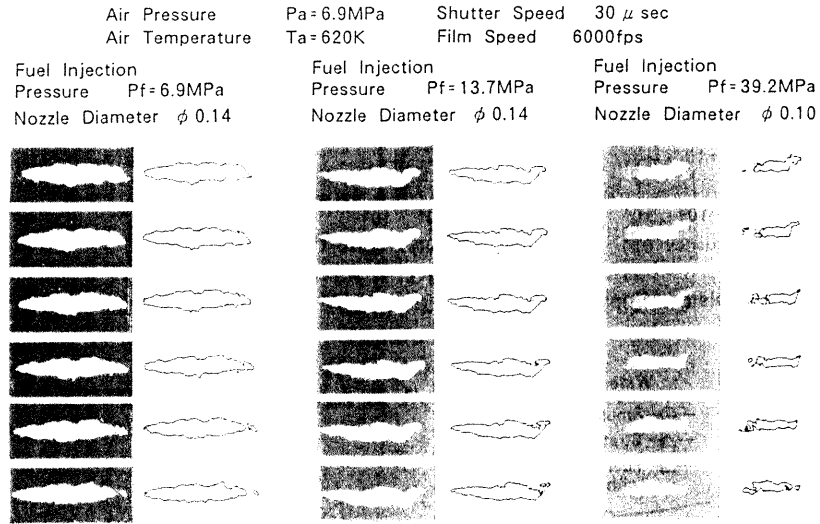 Air Pressure Pa=6.9MPa Shutter Speed 30 μ sec
Air Temperature Ta=620K Film Speed 6000fps
Fuel Injection
Pressure Pf=6.9MPa
Nozzle Diameter φ 0.14
Fuel Injection
Pressure Pf=13.7MPa
Nozzle Diameter φ 0.14
Fuel Injection
Pressure Pf=39.2MPa
Nozzle Diameter φ 0.10